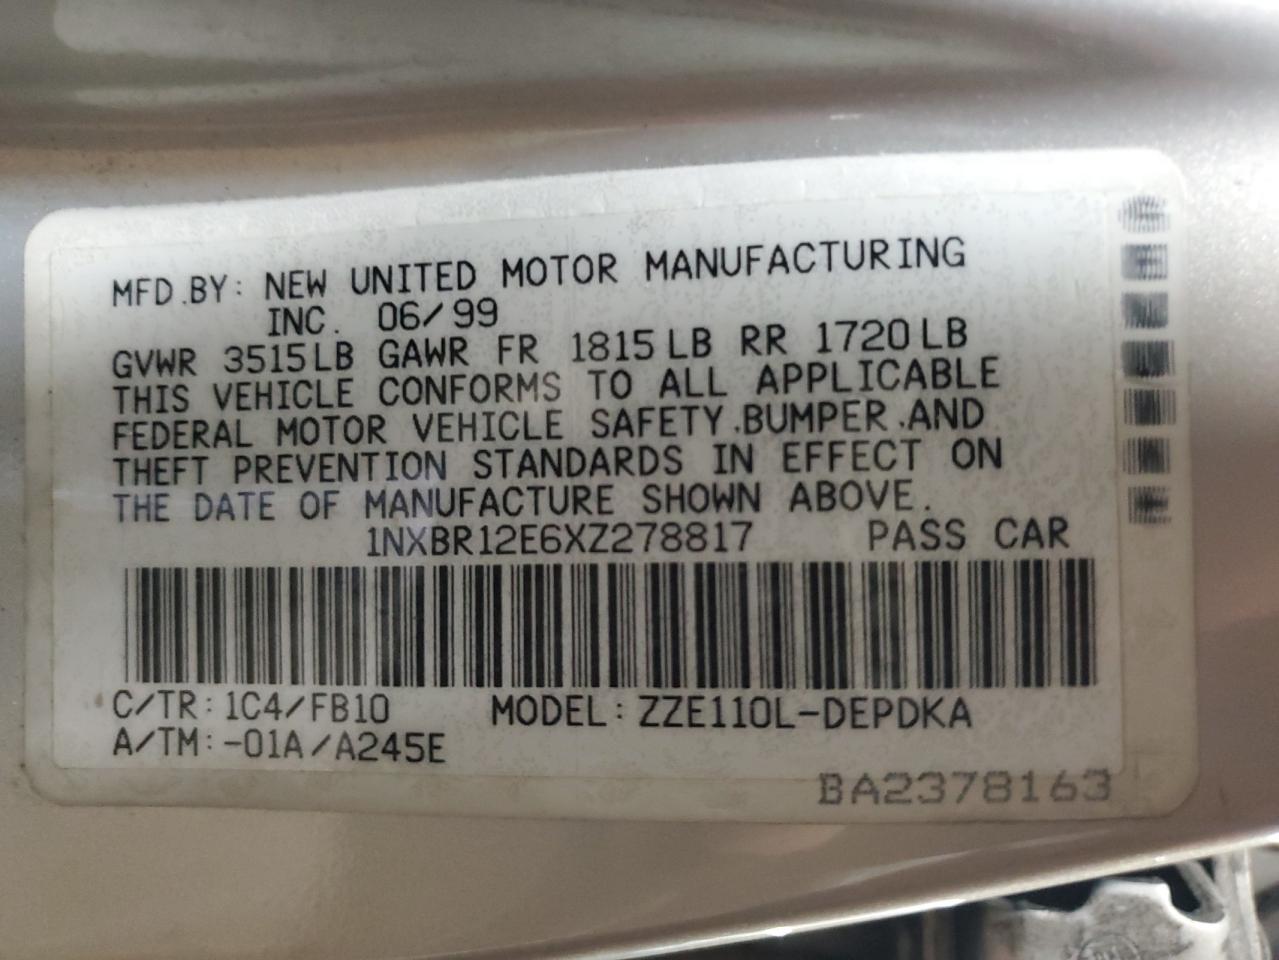 MFD.BY: NEW UNITED MOTOR MANUFACTURING
INC. 06/99
GVWR 3515LB GAWR FR 1815LB RR 1720LB
THIS VEHICLE CONFORMS TO ALL APPLICABLE
FEDERAL MOTOR VEHICLE SAFETY.BUMPER.AND
THEFT PREVENTION STANDARDS IN EFFECT ON
THE DATE OF MANUFACTURE SHOWN ABOVE.
1NXBR12E6XZ278817 PASS CAR
C/TR: 1C4/FB10 MODEL: ZZE110L-DEPDKA
A/TM:-01A/A245E
BA2378163